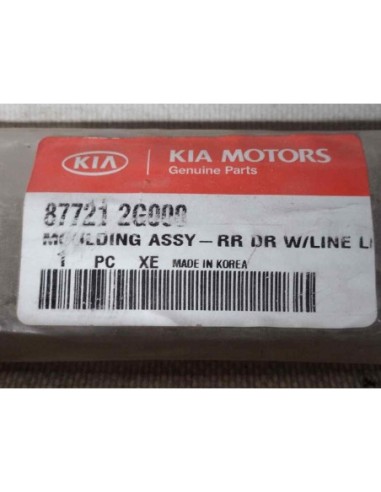 KIA
KIA MOTORS
Genuine Parts
87721 2G000
MOULDING ASSY-RR DR W/LINE
1 PC XE MADE IN KOREA